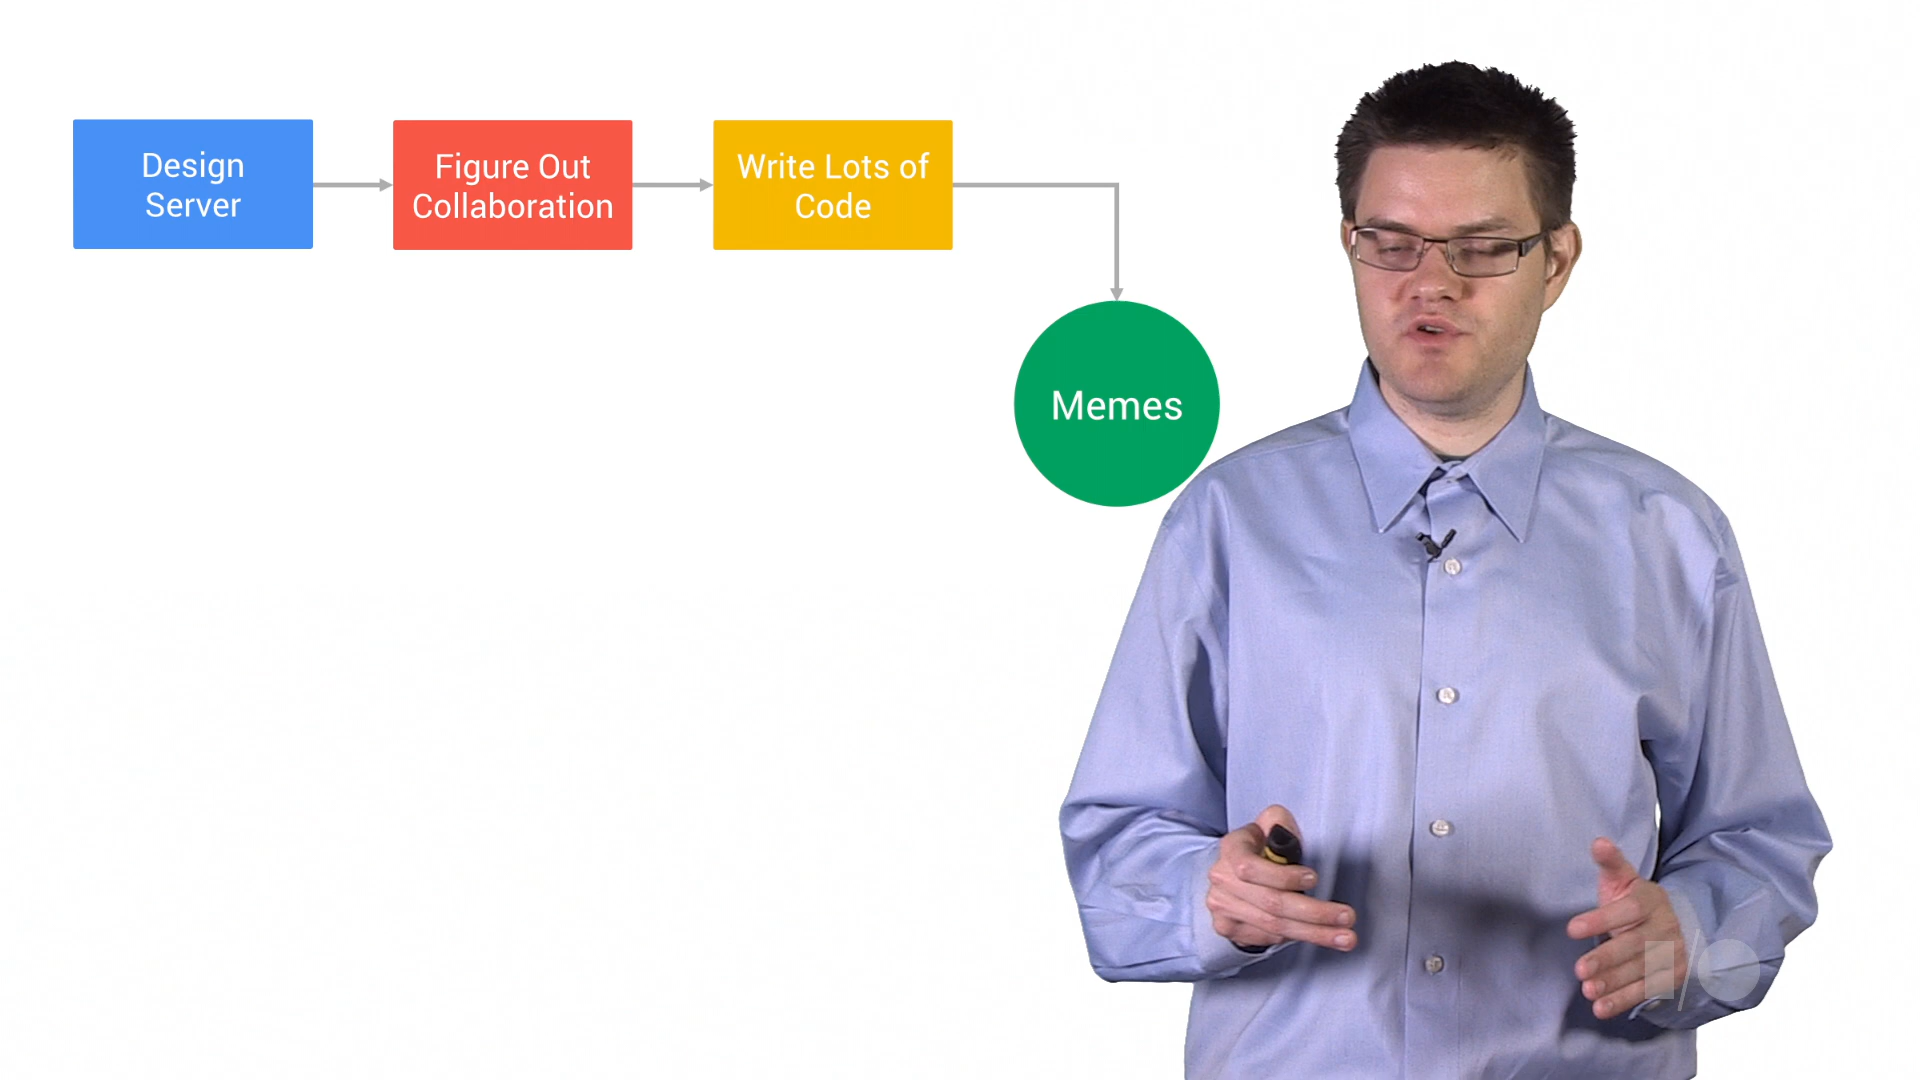 Design
Server
Figure Out
Collaboration
Write Lots of
Code
Memes
I/O